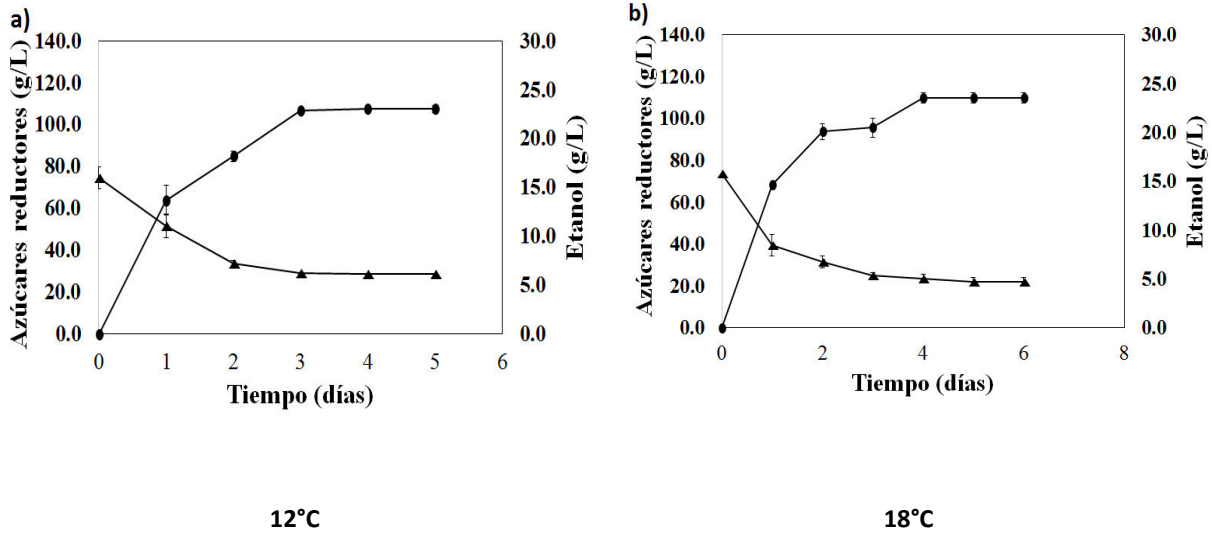 a)
Azúcares reductores (g/L)
140.0
120.0
100.0
80.0
60.0
40.0
20.0
0.0
30.0
25.0
20.0
15.0
10.0
5.0
0.0
Etanol (g/L)
0 1 2 3 4 5 6
Tiempo (días)
12°C
b)
Azúcares reductores (g/L)
140.0
120.0
100.0
80.0
60.0
40.0
20.0
0.0
30.0
25.0
20.0
15.0
10.0
5.0
0.0
Etanol (g/L)
0 2 4 6 8
Tiempo (días)
18°C